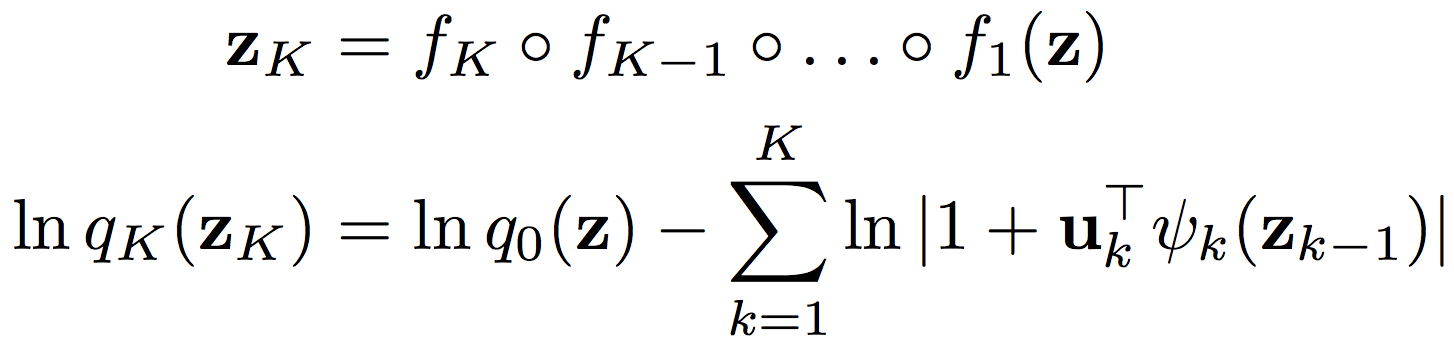 𝐳_K = f_K ∘ f_{K−1} ∘ … ∘ f_1(𝐳)
ln q_K(𝐳_K) = ln q_0(𝐳) − ∑_{k=1}^{K} ln |1 + 𝐮_k^⊤ ψ_k(𝐳_{k−1})|